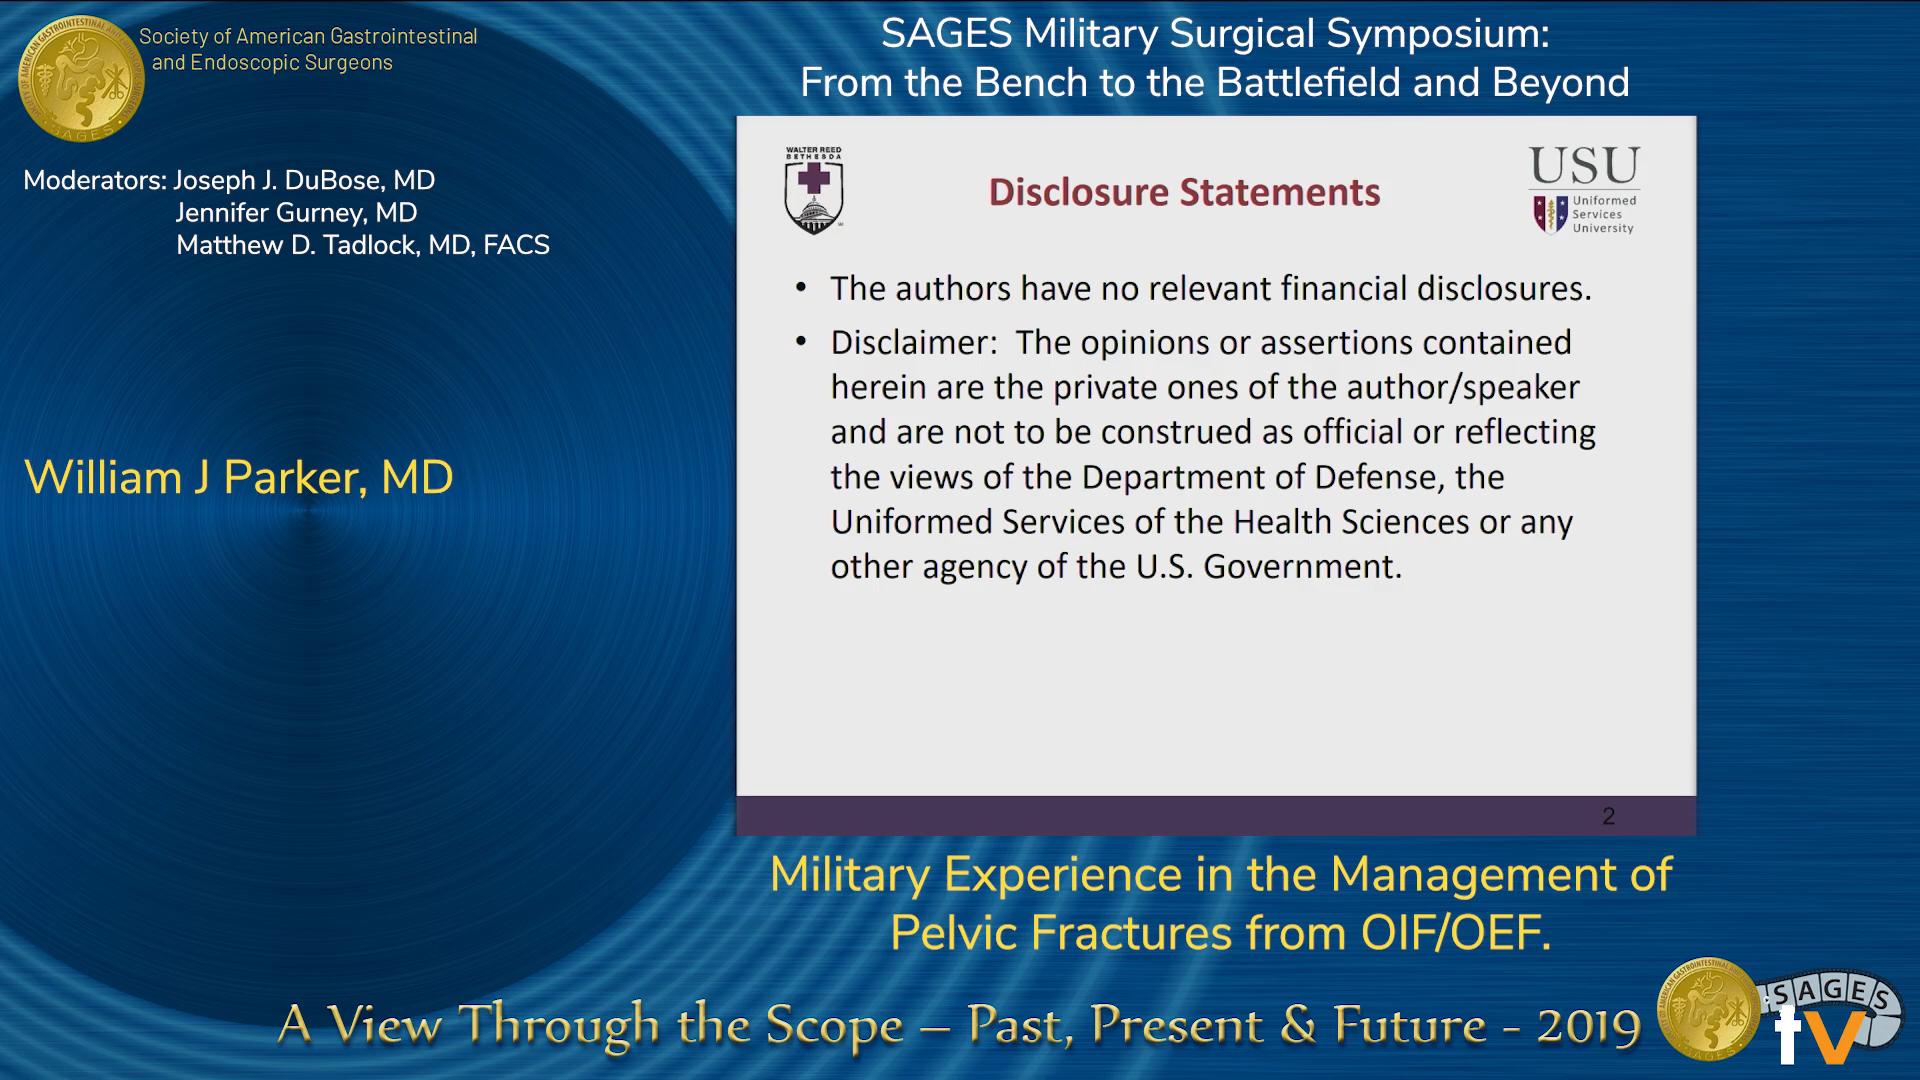 Society of American Gastrointestinal
and Endoscopic Surgeons
SAGES
Moderators: Joseph J. DuBose, MD
Jennifer Gurney, MD
Matthew D. Tadlock, MD, FACS
William J Parker, MD
SAGES Military Surgical Symposium:
From the Bench to the Battlefield and Beyond
WALTER REED
BETHESDA
Disclosure Statements
USU
Uniformed
Services
University
• The authors have no relevant financial disclosures.
• Disclaimer: The opinions or assertions contained
herein are the private ones of the author/speaker
and are not to be construed as official or reflecting
the views of the Department of Defense, the
Uniformed Services of the Health Sciences or any
other agency of the U.S. Government.
2
Military Experience in the Management of
Pelvic Fractures from OIF/OEF.
A View Through the Scope – Past, Present & Future - 2019
SAGES
tv